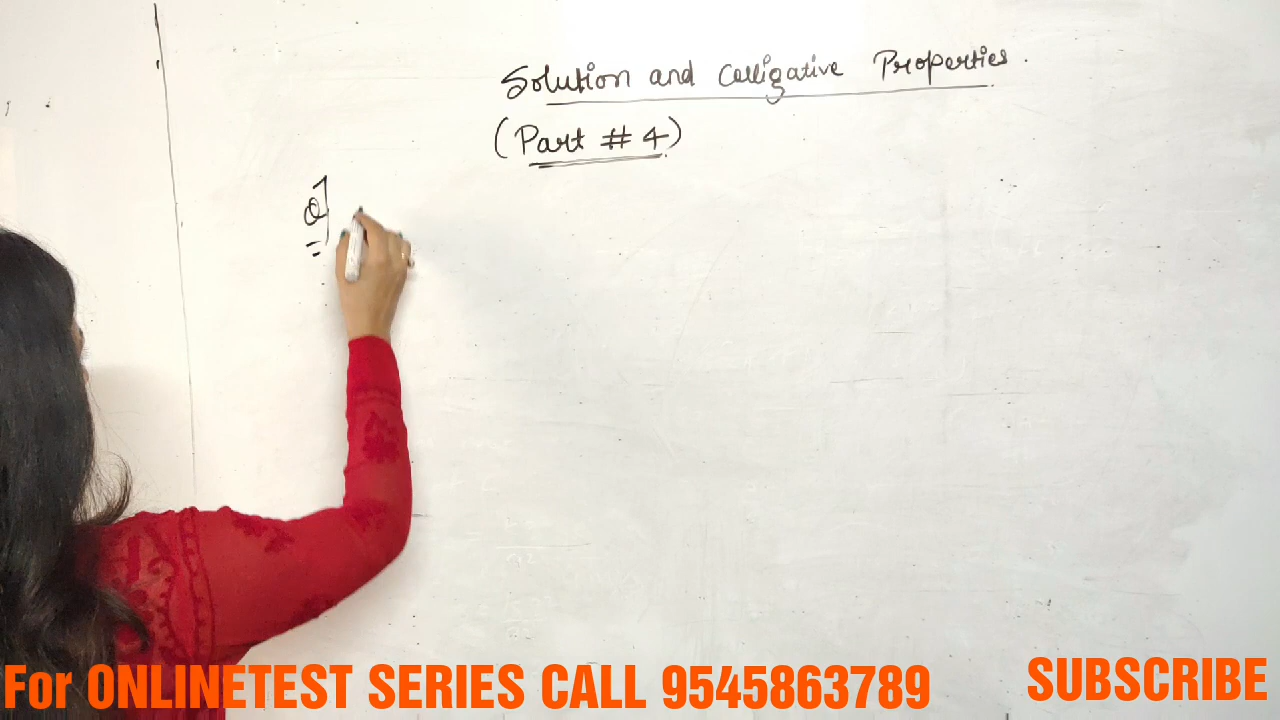 Solution and Colligative Properties.
(Part # 4)
Q]
For ONLINETEST SERIES CALL 9545863789
SUBSCRIBE